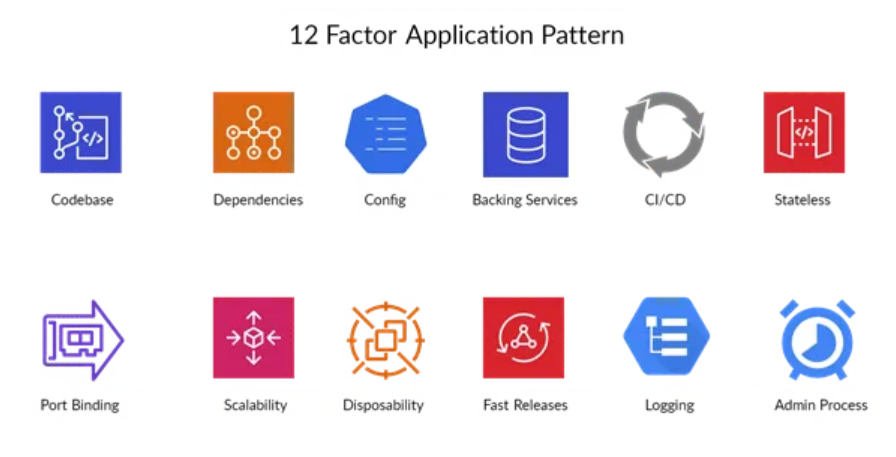 12 Factor Application Pattern
</>
Codebase
Dependencies
Config
Backing Services
CI/CD
</>
Stateless
Port Binding
Scalability
Disposability
Fast Releases
Logging
Admin Process